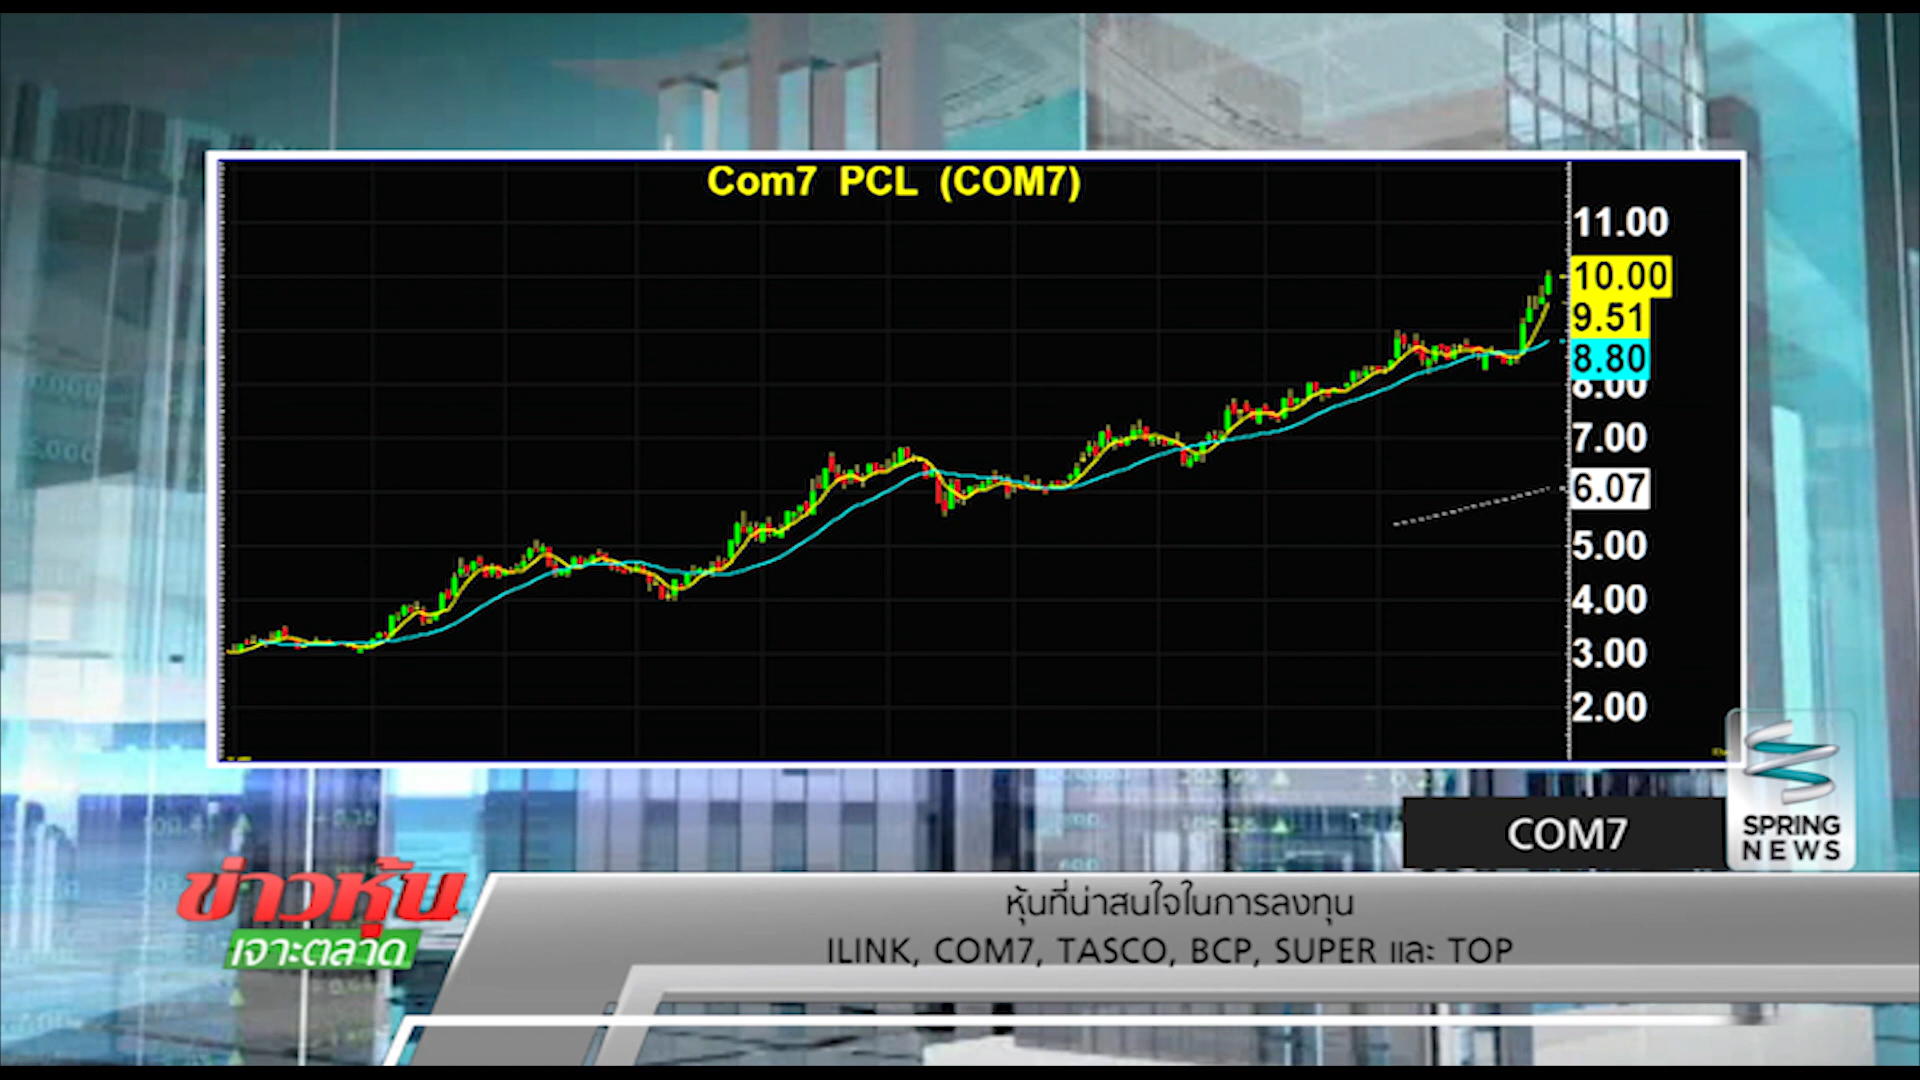 Com7 PCL (COM7)
11.00
10.00
9.51
8.80
8.00
7.00
6.07
5.00
4.00
3.00
2.00
COM7
SPRING
NEWS
ข่าวหุ้น
เจาะตลาด
หุ้นที่น่าสนใจในการลงทุน
ILINK, COM7, TASCO, BCP, SUPER และ TOP